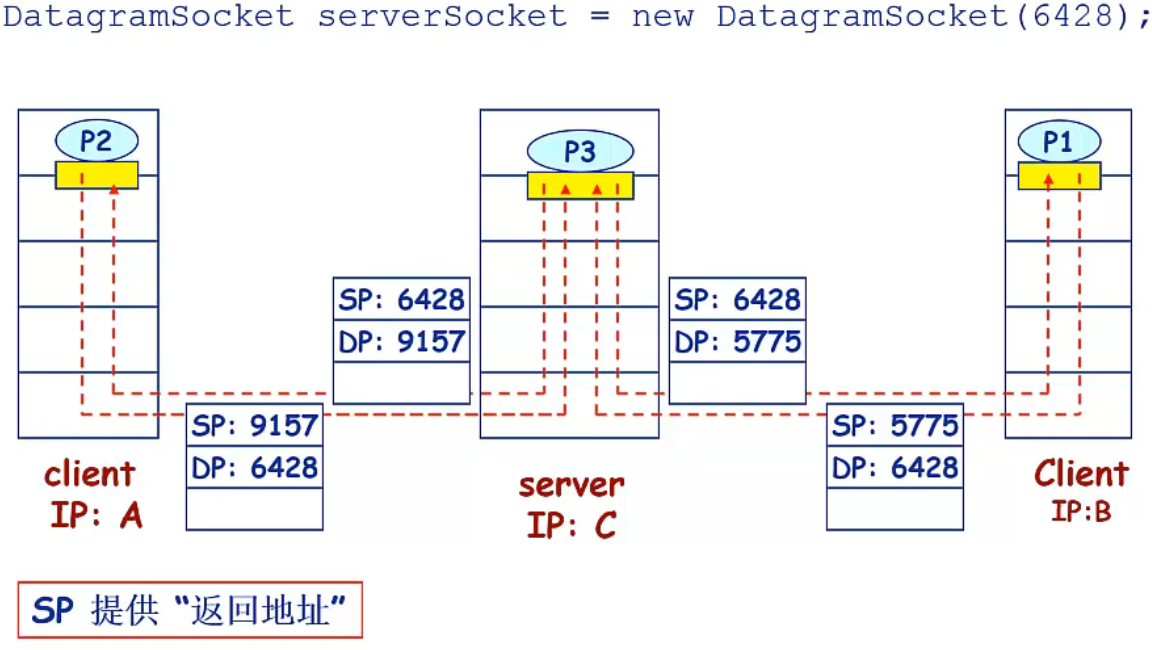 DatagramSocket serverSocket = new DatagramSocket(6428);
P2
P3
P1
SP: 6428
DP: 9157
SP: 6428
DP: 5775
SP: 9157
DP: 6428
SP: 5775
DP: 6428
client
IP: A
server
IP: C
Client
IP:B
SP 提供 “返回地址”